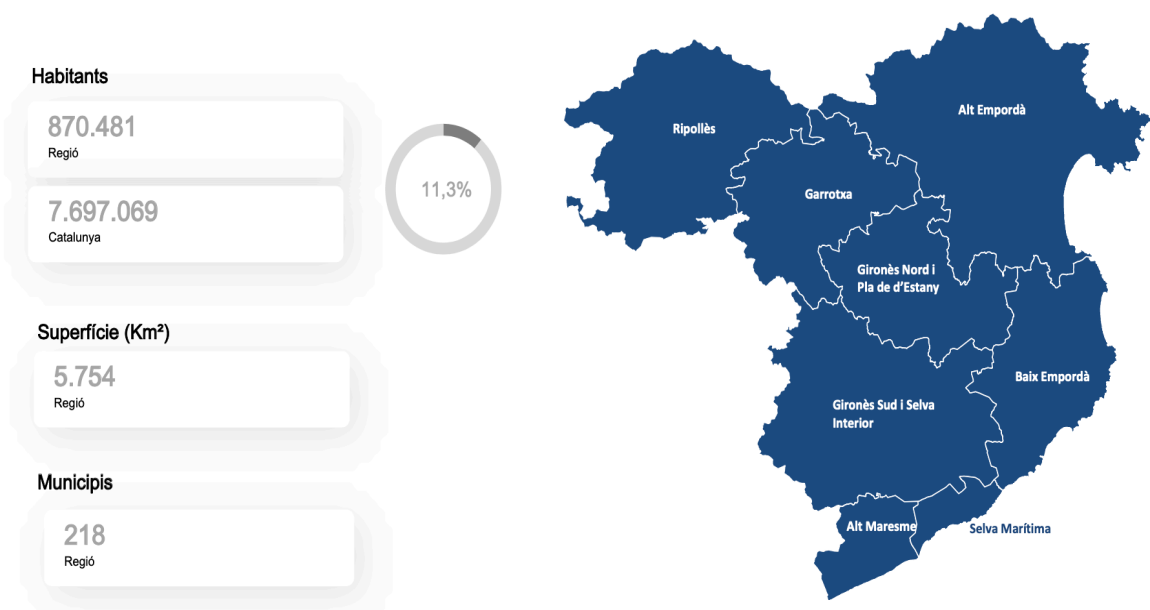 Habitants
870.481
Regió
7.697.069
Catalunya
11,3%
Superfície (Km²)
5.754
Regió
Municipis
218
Regió
Ripollès
Alt Empordà
Garrotxa
Gironès Nord i
Pla de d'Estany
Baix Empordà
Gironès Sud i Selva
Interior
Alt Maresme
Selva Marítima